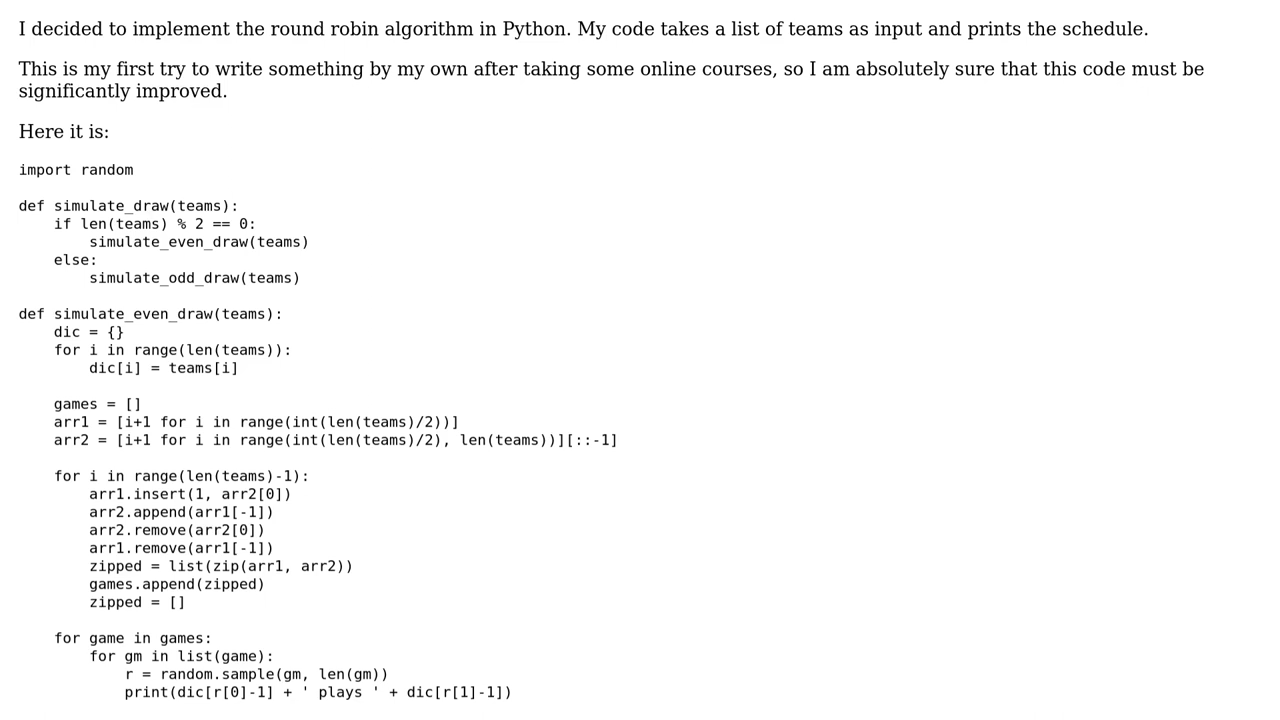 I decided to implement the round robin algorithm in Python. My code takes a list of teams as input and prints the schedule.
This is my first try to write something by my own after taking some online courses, so I am absolutely sure that this code must be
significantly improved.
Here it is:
import random
def simulate_draw(teams):
    if len(teams) % 2 == 0:
        simulate_even_draw(teams)
    else:
        simulate_odd_draw(teams)
def simulate_even_draw(teams):
    dic = {}
    for i in range(len(teams)):
        dic[i] = teams[i]
    games = []
    arr1 = [i+1 for i in range(int(len(teams)/2))]
    arr2 = [i+1 for i in range(int(len(teams)/2), len(teams))][::-1]
    for i in range(len(teams)-1):
        arr1.insert(1, arr2[0])
        arr2.append(arr1[-1])
        arr2.remove(arr2[0])
        arr1.remove(arr1[-1])
        zipped = list(zip(arr1, arr2))
        games.append(zipped)
        zipped = []
    for game in games:
        for gm in list(game):
            r = random.sample(gm, len(gm))
            print(dic[r[0]-1] + ' plays ' + dic[r[1]-1])